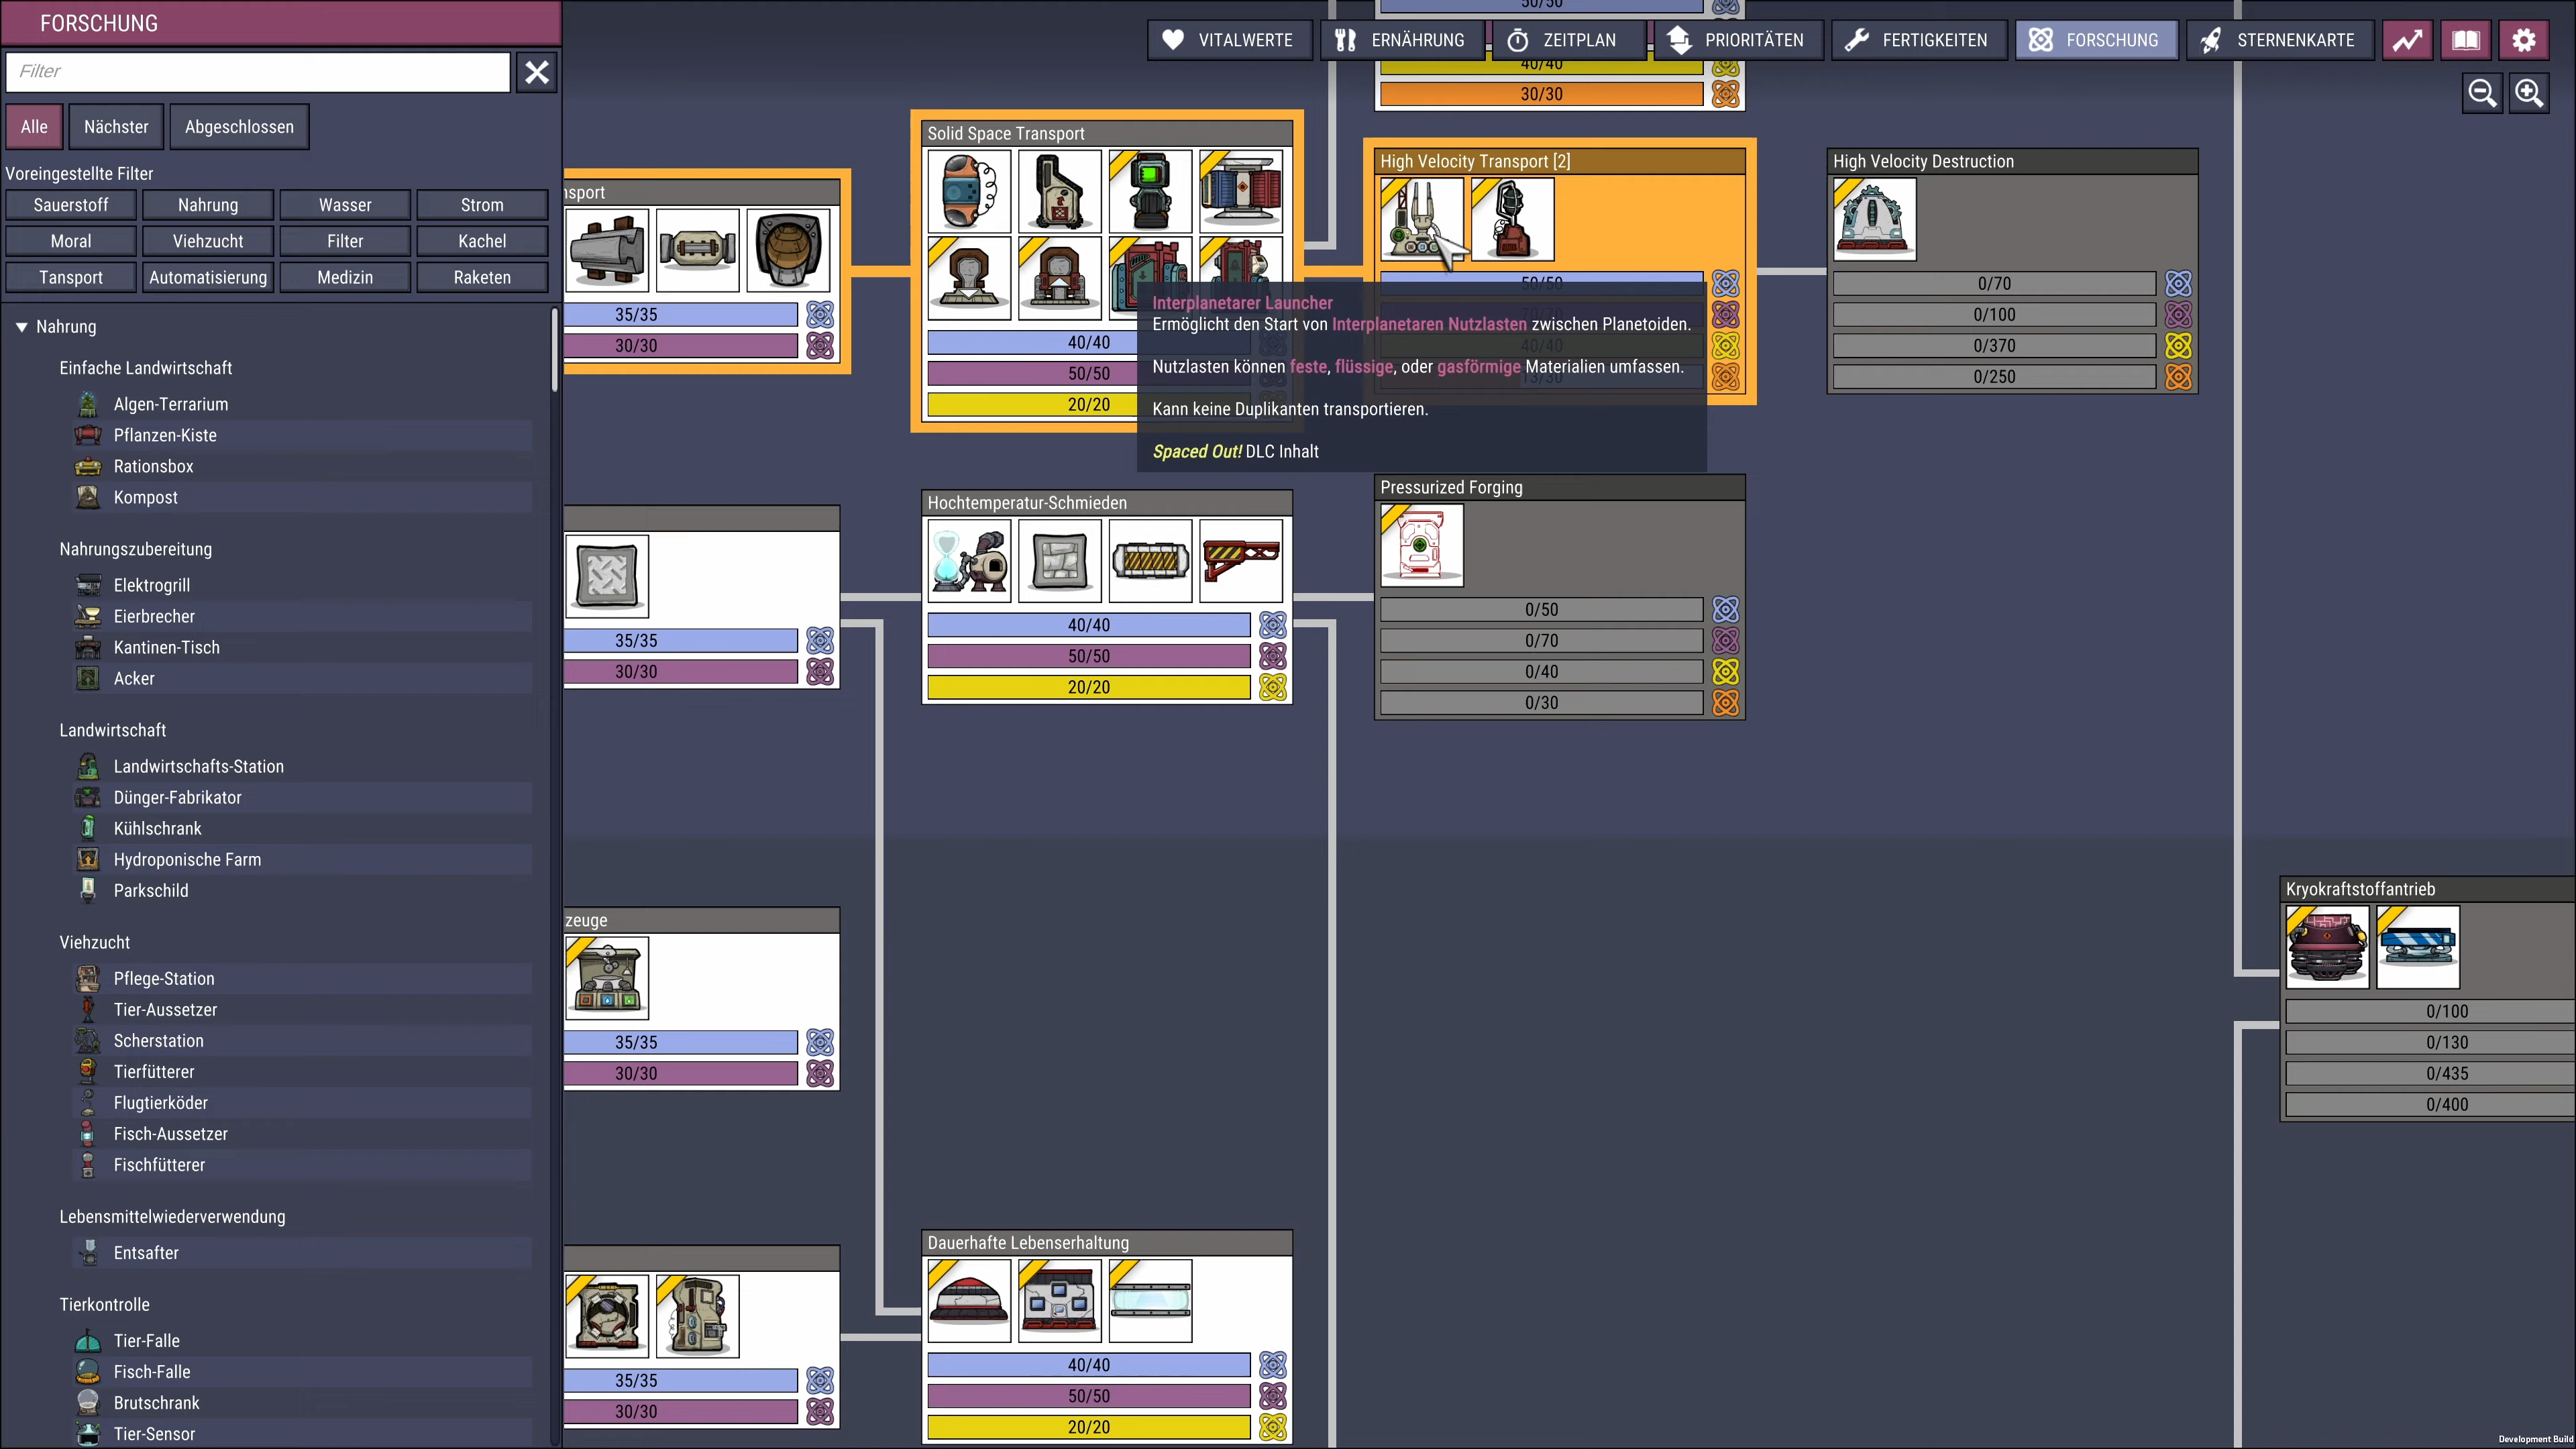 FORSCHUNG
Filter
Alle
Nächster
Abgeschlossen
Voreingestellte Filter
Sauerstoff
Nahrung
Wasser
Strom
Moral
Viehzucht
Filter
Kachel
Tansport
Automatisierung
Medizin
Raketen
Nahrung
Einfache Landwirtschaft
Algen-Terrarium
Pflanzen-Kiste
Rationsbox
Kompost
Nahrungszubereitung
Elektrogrill
Eierbrecher
Kantinen-Tisch
Acker
Landwirtschaft
Landwirtschafts-Station
Dünger-Fabrikator
Kühlschrank
Hydroponische Farm
Parkschild
Viehzucht
Pflege-Station
Tier-Aussetzer
Scherstation
Tierfütterer
Flugtierköder
Fisch-Aussetzer
Fischfütterer
Lebensmittelwiederverwendung
Entsafter
Tierkontrolle
Tier-Falle
Fisch-Falle
Brutschrank
Tier-Sensor
VITALWERTE
ERNÄHRUNG
ZEITPLAN
PRIORITÄTEN
FERTIGKEITEN
FORSCHUNG
STERNENKARTE
50/50
40/40
30/30
nsport
35/35
30/30
Solid Space Transport
40/40
50/50
20/20
High Velocity Transport [2]
50/50
40/40
Interplanetarer Launcher
Ermöglicht den Start von Interplanetaren Nutzlasten zwischen Planetoiden.
Nutzlasten können feste, flüssige, oder gasförmige Materialien umfassen.
Kann keine Duplikanten transportieren.
Spaced Out! DLC Inhalt
High Velocity Destruction
0/70
0/100
0/370
0/250
35/35
30/30
Hochtemperatur-Schmieden
40/40
50/50
20/20
Pressurized Forging
0/50
0/70
0/40
0/30
zeuge
35/35
30/30
Kryokraftstoffantrieb
0/100
0/130
0/435
0/400
35/35
30/30
Dauerhafte Lebenserhaltung
40/40
50/50
20/20
Development Build